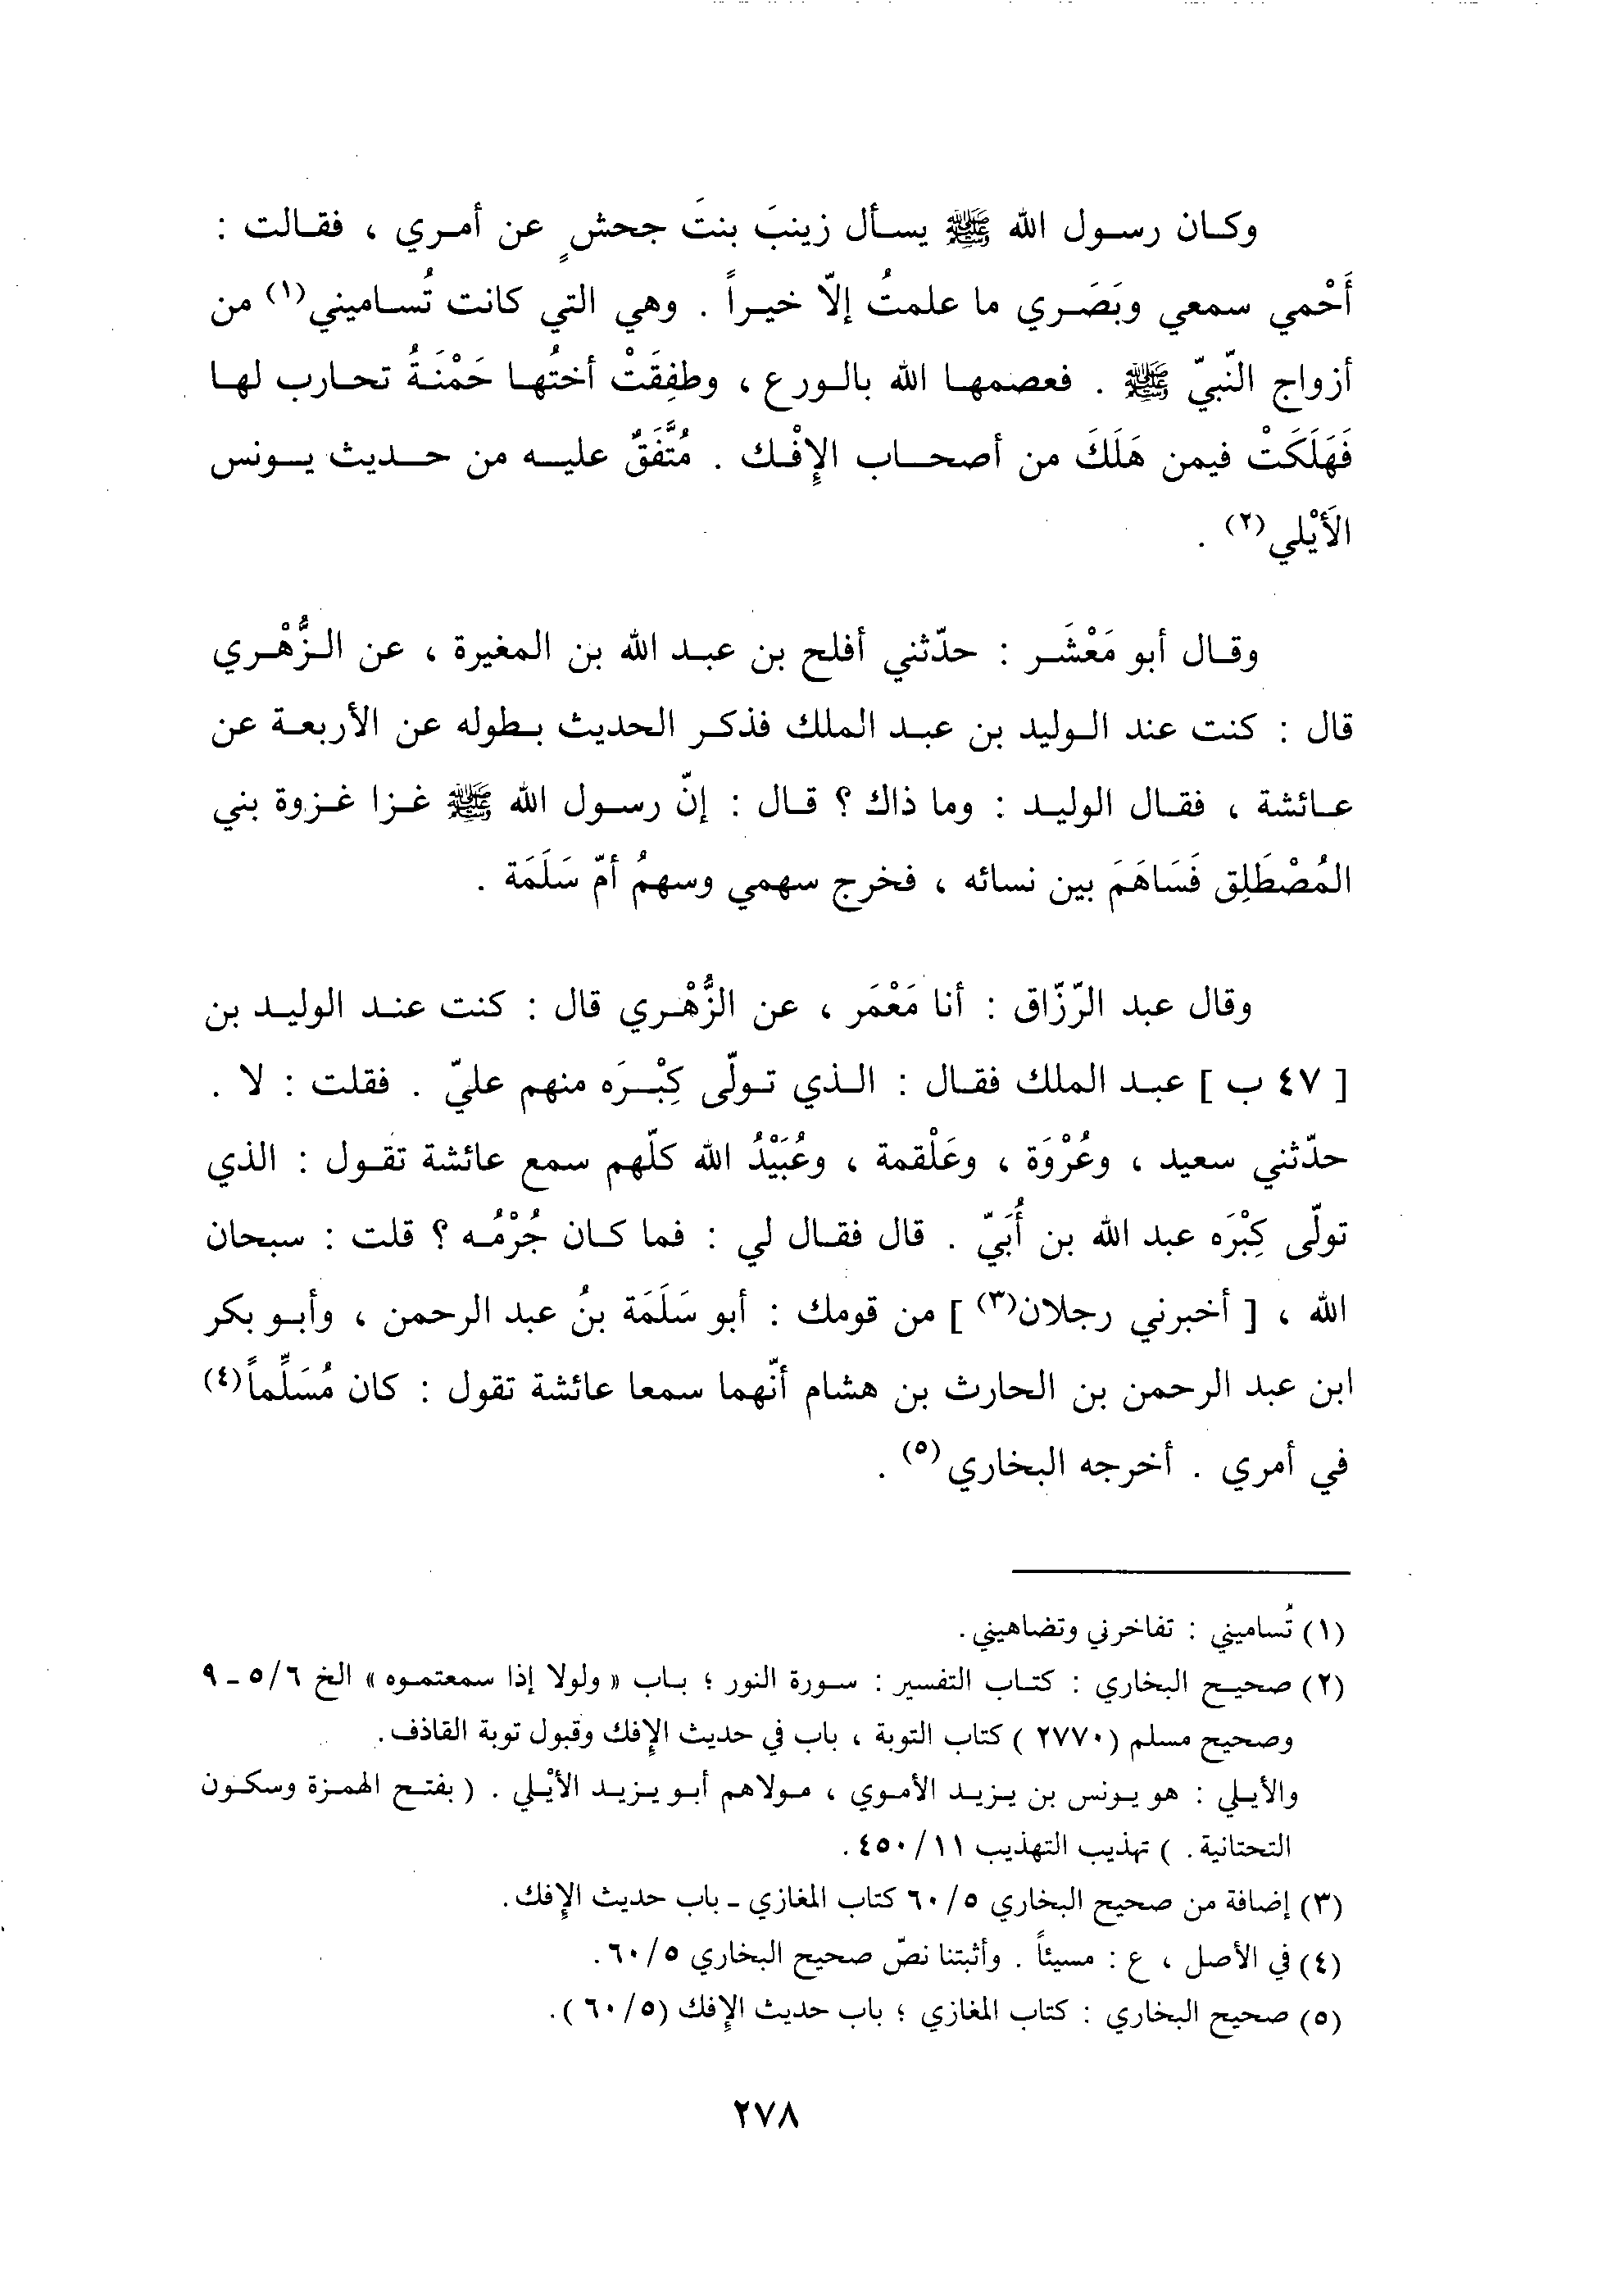 وكان رسول الله ﷺ يسأل زينبَ بنتَ جحشٍ عن أمري ، فقالت :
أَحْمي سمعي وبَصَري ما علمتُ إلّا خيراً . وهي التي كانت تُساميني(١) من
أزواج النّبيّ ﷺ . فعصمها الله بالورع ، وطفِقَتْ أختُها حَمْنَةُ تحارب لها
فَهَلَكَتْ فيمن هَلَكَ من أصحاب الإِفْك . مُتَّفَقٌ عليه من حديث يونس
الأَيْلي(٢) .
وقال أبو مَعْشَر : حدّثني أفلح بن عبد الله بن المغيرة ، عن الزُّهْري
قال : كنت عند الوليد بن عبد الملك فذكر الحديث بطوله عن الأربعة عن
عائشة ، فقال الوليد : وما ذاك ؟ قال : إنّ رسول الله ﷺ غزا غزوة بني
المُصْطَلِق فَسَاهَمَ بين نسائه ، فخرج سهمي وسهمُ أمّ سَلَمَة .
وقال عبد الرّزّاق : أنا مَعْمَر ، عن الزُّهْري قال : كنت عند الوليد بن
[ ٤٧ ب ] عبد الملك فقال : الذي تولّى كِبْرَه منهم عليّ . فقلت : لا .
حدّثني سعيد ، وعُرْوَة ، وعَلْقمة ، وعُبَيْدُ الله كلّهم سمع عائشة تقول : الذي
تولّى كِبْرَه عبد الله بن أُبَيّ . قال فقال لي : فما كان جُرْمُه ؟ قلت : سبحان
الله ، [ أخبرني رجلان(٣) ] من قومك : أبو سَلَمَة بنُ عبد الرحمن ، وأبو بكر
ابن عبد الرحمن بن الحارث بن هشام أنّهما سمعا عائشة تقول : كان مُسَلِّماً(٤)
في أمري . أخرجه البخاري(٥) .
(١) تُساميني : تفاخرني وتضاهيني.
(٢) صحيح البخاري : كتاب التفسير : سورة النور ؛ باب « ولولا إذا سمعتموه » الخ ٥/٦ ـ ٩
وصحيح مسلم ( ٢٧٧٠ ) كتاب التوبة ، باب في حديث الإفك وقبول توبة القاذف.
والأيلي : هو يونس بن يزيد الأموي ، مولاهم أبو يزيد الأَيْلي . ( بفتح الهمزة وسكون
التحتانية . ) تهذيب التهذيب ٤٥٠/١١.
(٣) إضافة من صحيح البخاري ٦٠/٥ كتاب المغازي ـ باب حديث الإفك.
(٤) في الأصل ، ع : مسيئاً . وأثبتنا نصّ صحيح البخاري ٦٠/٥.
(٥) صحيح البخاري : كتاب المغازي ؛ باب حديث الإفك (٦٠/٥ ).
٢٧٨